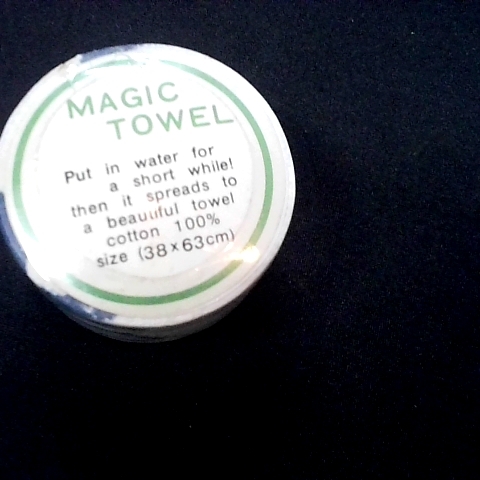 MAGIC
TOWEL
Put in water for
a short while!
then it spreads to
a beautiful towel
cotton 100%
size (38×63cm)